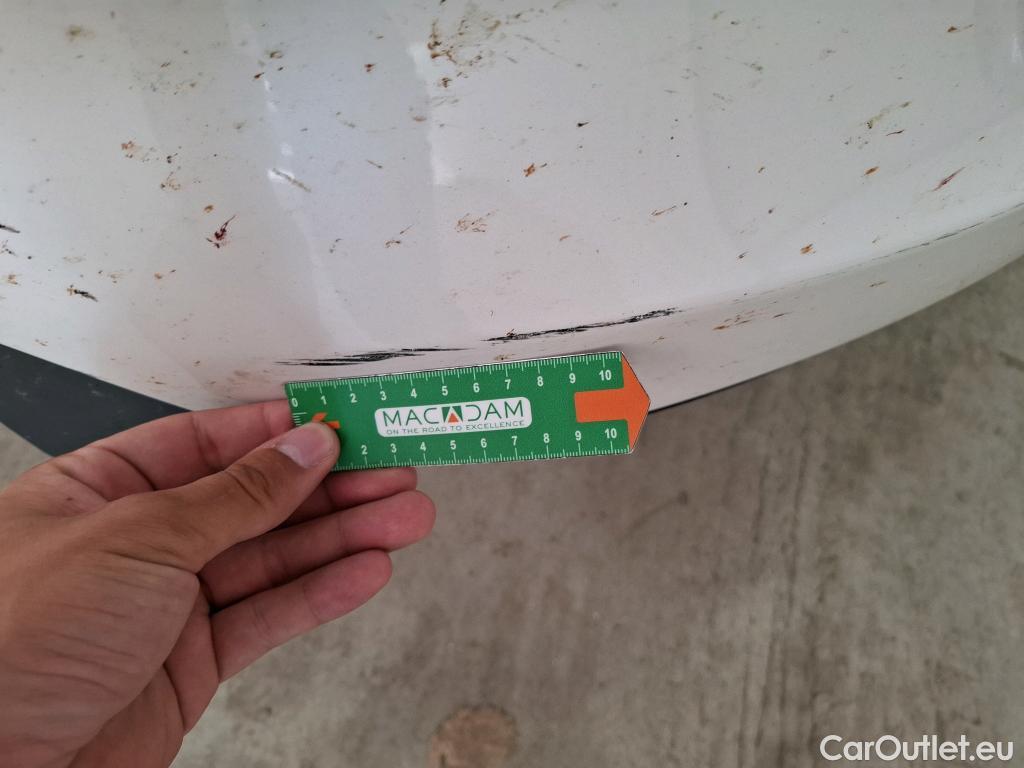 0 1 2 3 4 5 6 7 8 9 10
MACADAM
ON THE ROAD TO EXCELLENCE
2 3 4 5 6 7 8 9 10
CarOutlet.eu